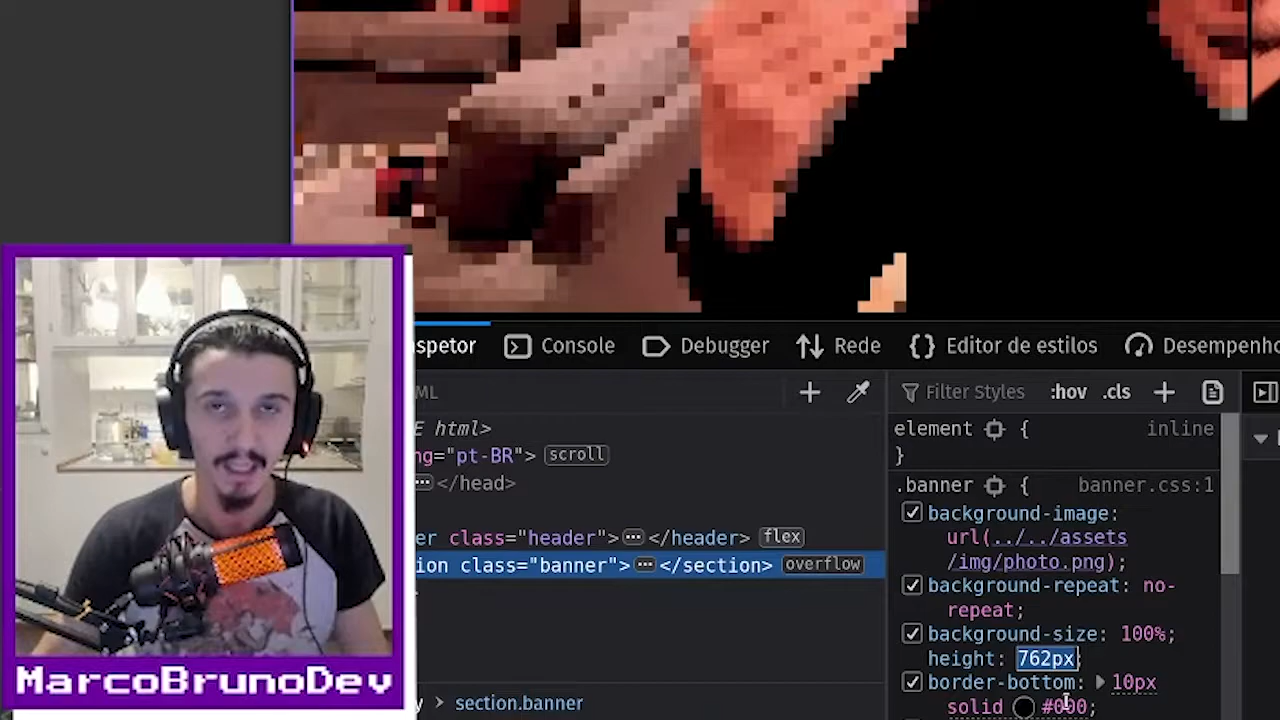 spetor
Console
Debugger
Rede
Editor de estilos
Desempenho
ML
Filter Styles
:hov .cls
E html>
ng="pt-BR"> scroll
</head>
er class="header"> </header> flex
ion class="banner"> </section> overflow
section.banner
element { inline
}
.banner { banner.css:1
background-image:
url(../../assets
/img/photo.png);
background-repeat: no-
repeat;
background-size: 100%;
height: 762px;
border-bottom: 10px
solid #000;
MarcoBrunoDev